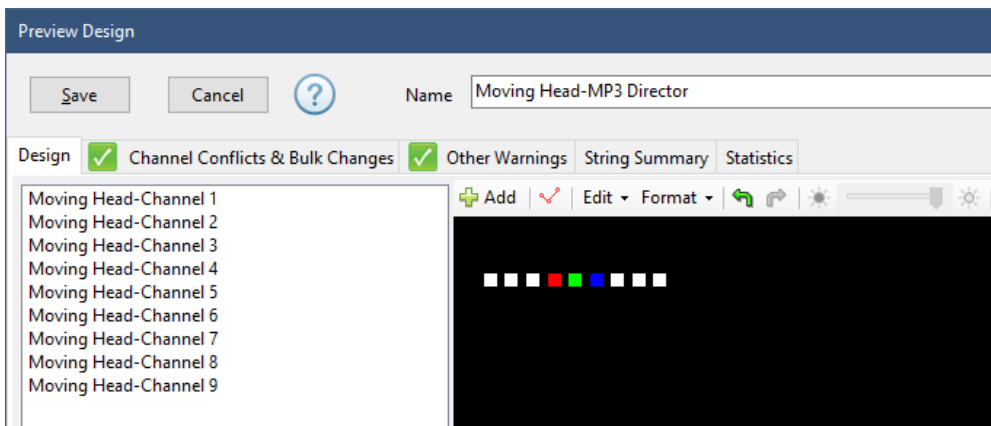 Preview Design
Save Cancel ? Name Moving Head-MP3 Director
Design Channel Conflicts & Bulk Changes Other Warnings String Summary Statistics
Add Edit Format
Moving Head-Channel 1
Moving Head-Channel 2
Moving Head-Channel 3
Moving Head-Channel 4
Moving Head-Channel 5
Moving Head-Channel 6
Moving Head-Channel 7
Moving Head-Channel 8
Moving Head-Channel 9